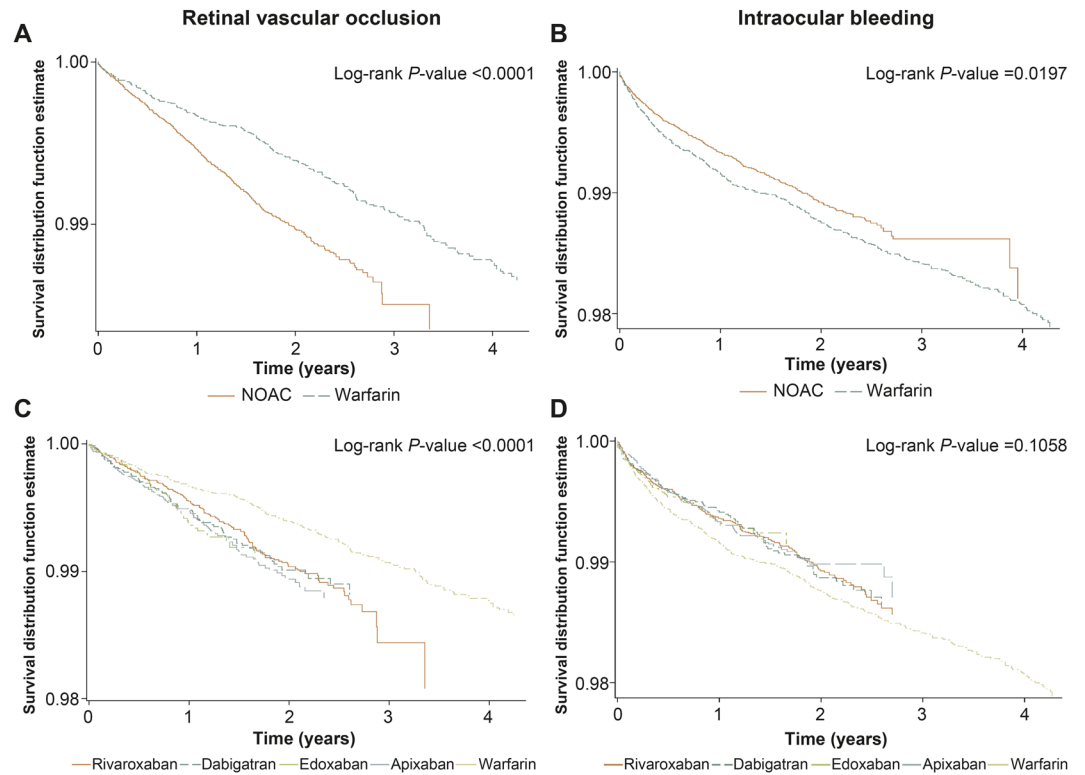 Retinal vascular occlusion
Intraocular bleeding
A
Log-rank P-value <0.0001
Survival distribution function estimate
1.00
0.99
0 1 2 3 4
Time (years)
NOAC Warfarin
B
Log-rank P-value =0.0197
Survival distribution function estimate
1.00
0.99
0.98
0 1 2 3 4
Time (years)
NOAC Warfarin
C
Log-rank P-value <0.0001
Survival distribution function estimate
1.00
0.99
0.98
0 1 2 3 4
Time (years)
Rivaroxaban Dabigatran Edoxaban Apixaban Warfarin
D
Log-rank P-value =0.1058
Survival distribution function estimate
1.00
0.99
0.98
0 1 2 3 4
Time (years)
Rivaroxaban Dabigatran Edoxaban Apixaban Warfarin